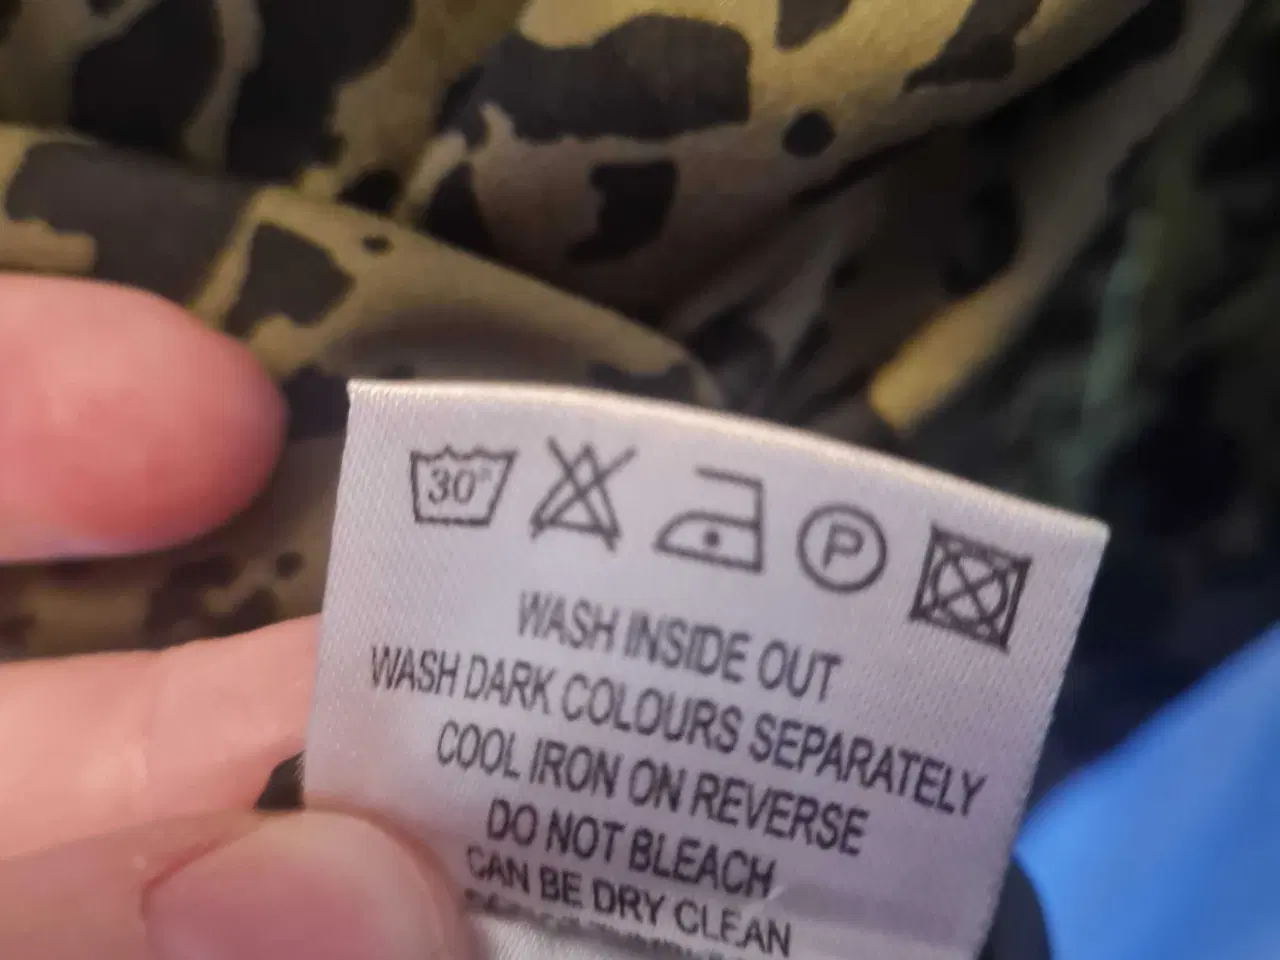 30°
P
WASH INSIDE OUT
WASH DARK COLOURS SEPARATELY
COOL IRON ON REVERSE
DO NOT BLEACH
CAN BE DRY CLEAN